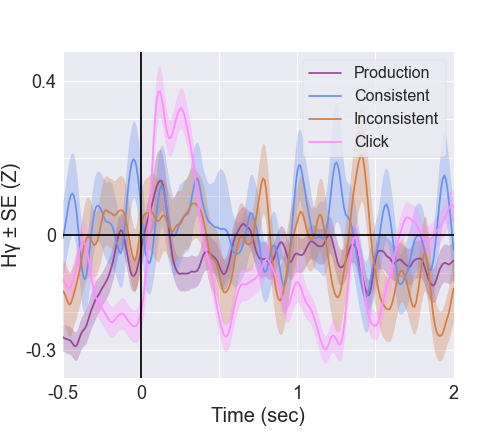 Hγ ± SE (Z)
0.4
0
-0.3
Production
Consistent
Inconsistent
Click
-0.5
0
1
2
Time (sec)